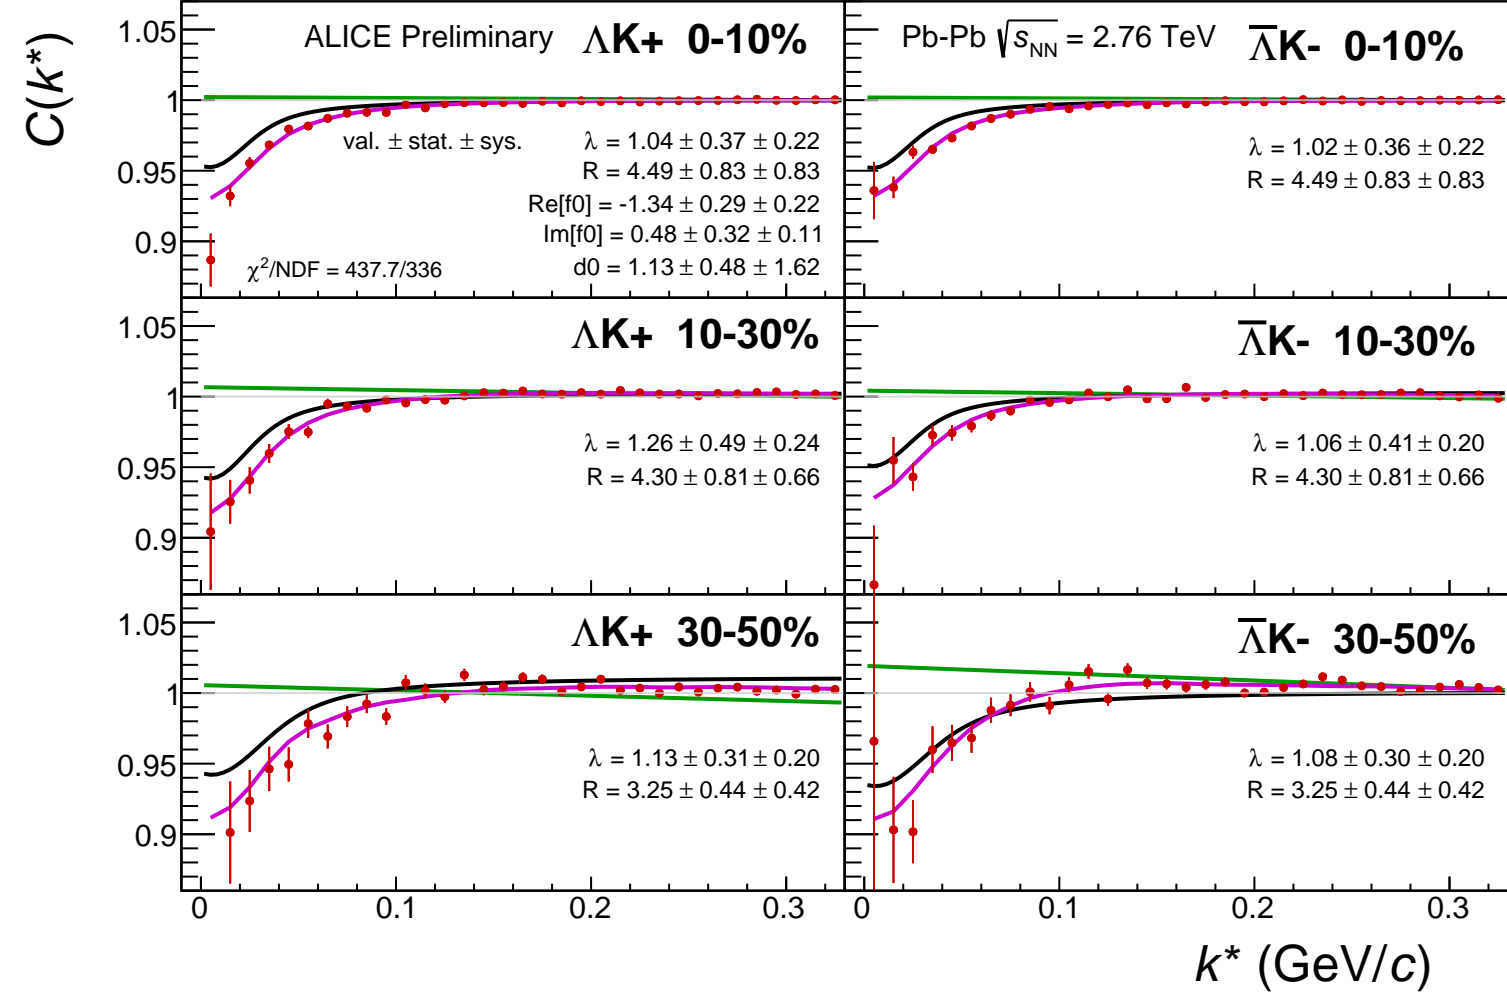 C(k*)
ALICE Preliminary ΛK+ 0-10%
val. ± stat. ± sys.
λ = 1.04 ± 0.37 ± 0.22
R = 4.49 ± 0.83 ± 0.83
Re[f0] = -1.34 ± 0.29 ± 0.22
Im[f0] = 0.48 ± 0.32 ± 0.11
d0 = 1.13 ± 0.48 ± 1.62
χ²/NDF = 437.7/336
1.05
1
0.95
0.9
Pb-Pb √sNN = 2.76 TeV Λ̅K- 0-10%
λ = 1.02 ± 0.36 ± 0.22
R = 4.49 ± 0.83 ± 0.83
ΛK+ 10-30%
λ = 1.26 ± 0.49 ± 0.24
R = 4.30 ± 0.81 ± 0.66
1.05
1
0.95
0.9
Λ̅K- 10-30%
λ = 1.06 ± 0.41 ± 0.20
R = 4.30 ± 0.81 ± 0.66
ΛK+ 30-50%
λ = 1.13 ± 0.31 ± 0.20
R = 3.25 ± 0.44 ± 0.42
1.05
1
0.95
0.9
Λ̅K- 30-50%
λ = 1.08 ± 0.30 ± 0.20
R = 3.25 ± 0.44 ± 0.42
0 0.1 0.2 0.3
0 0.1 0.2 0.3
k* (GeV/c)